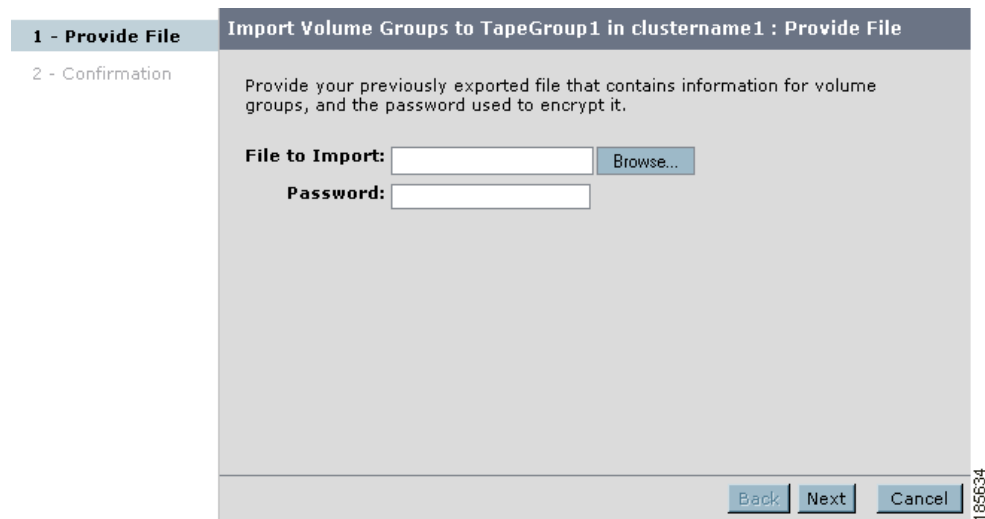 1 - Provide File
2 - Confirmation
Import Volume Groups to TapeGroup1 in clustername1 : Provide File
Provide your previously exported file that contains information for volume
groups, and the password used to encrypt it.
File to Import:
Browse...
Password:
Back
Next
Cancel
185634